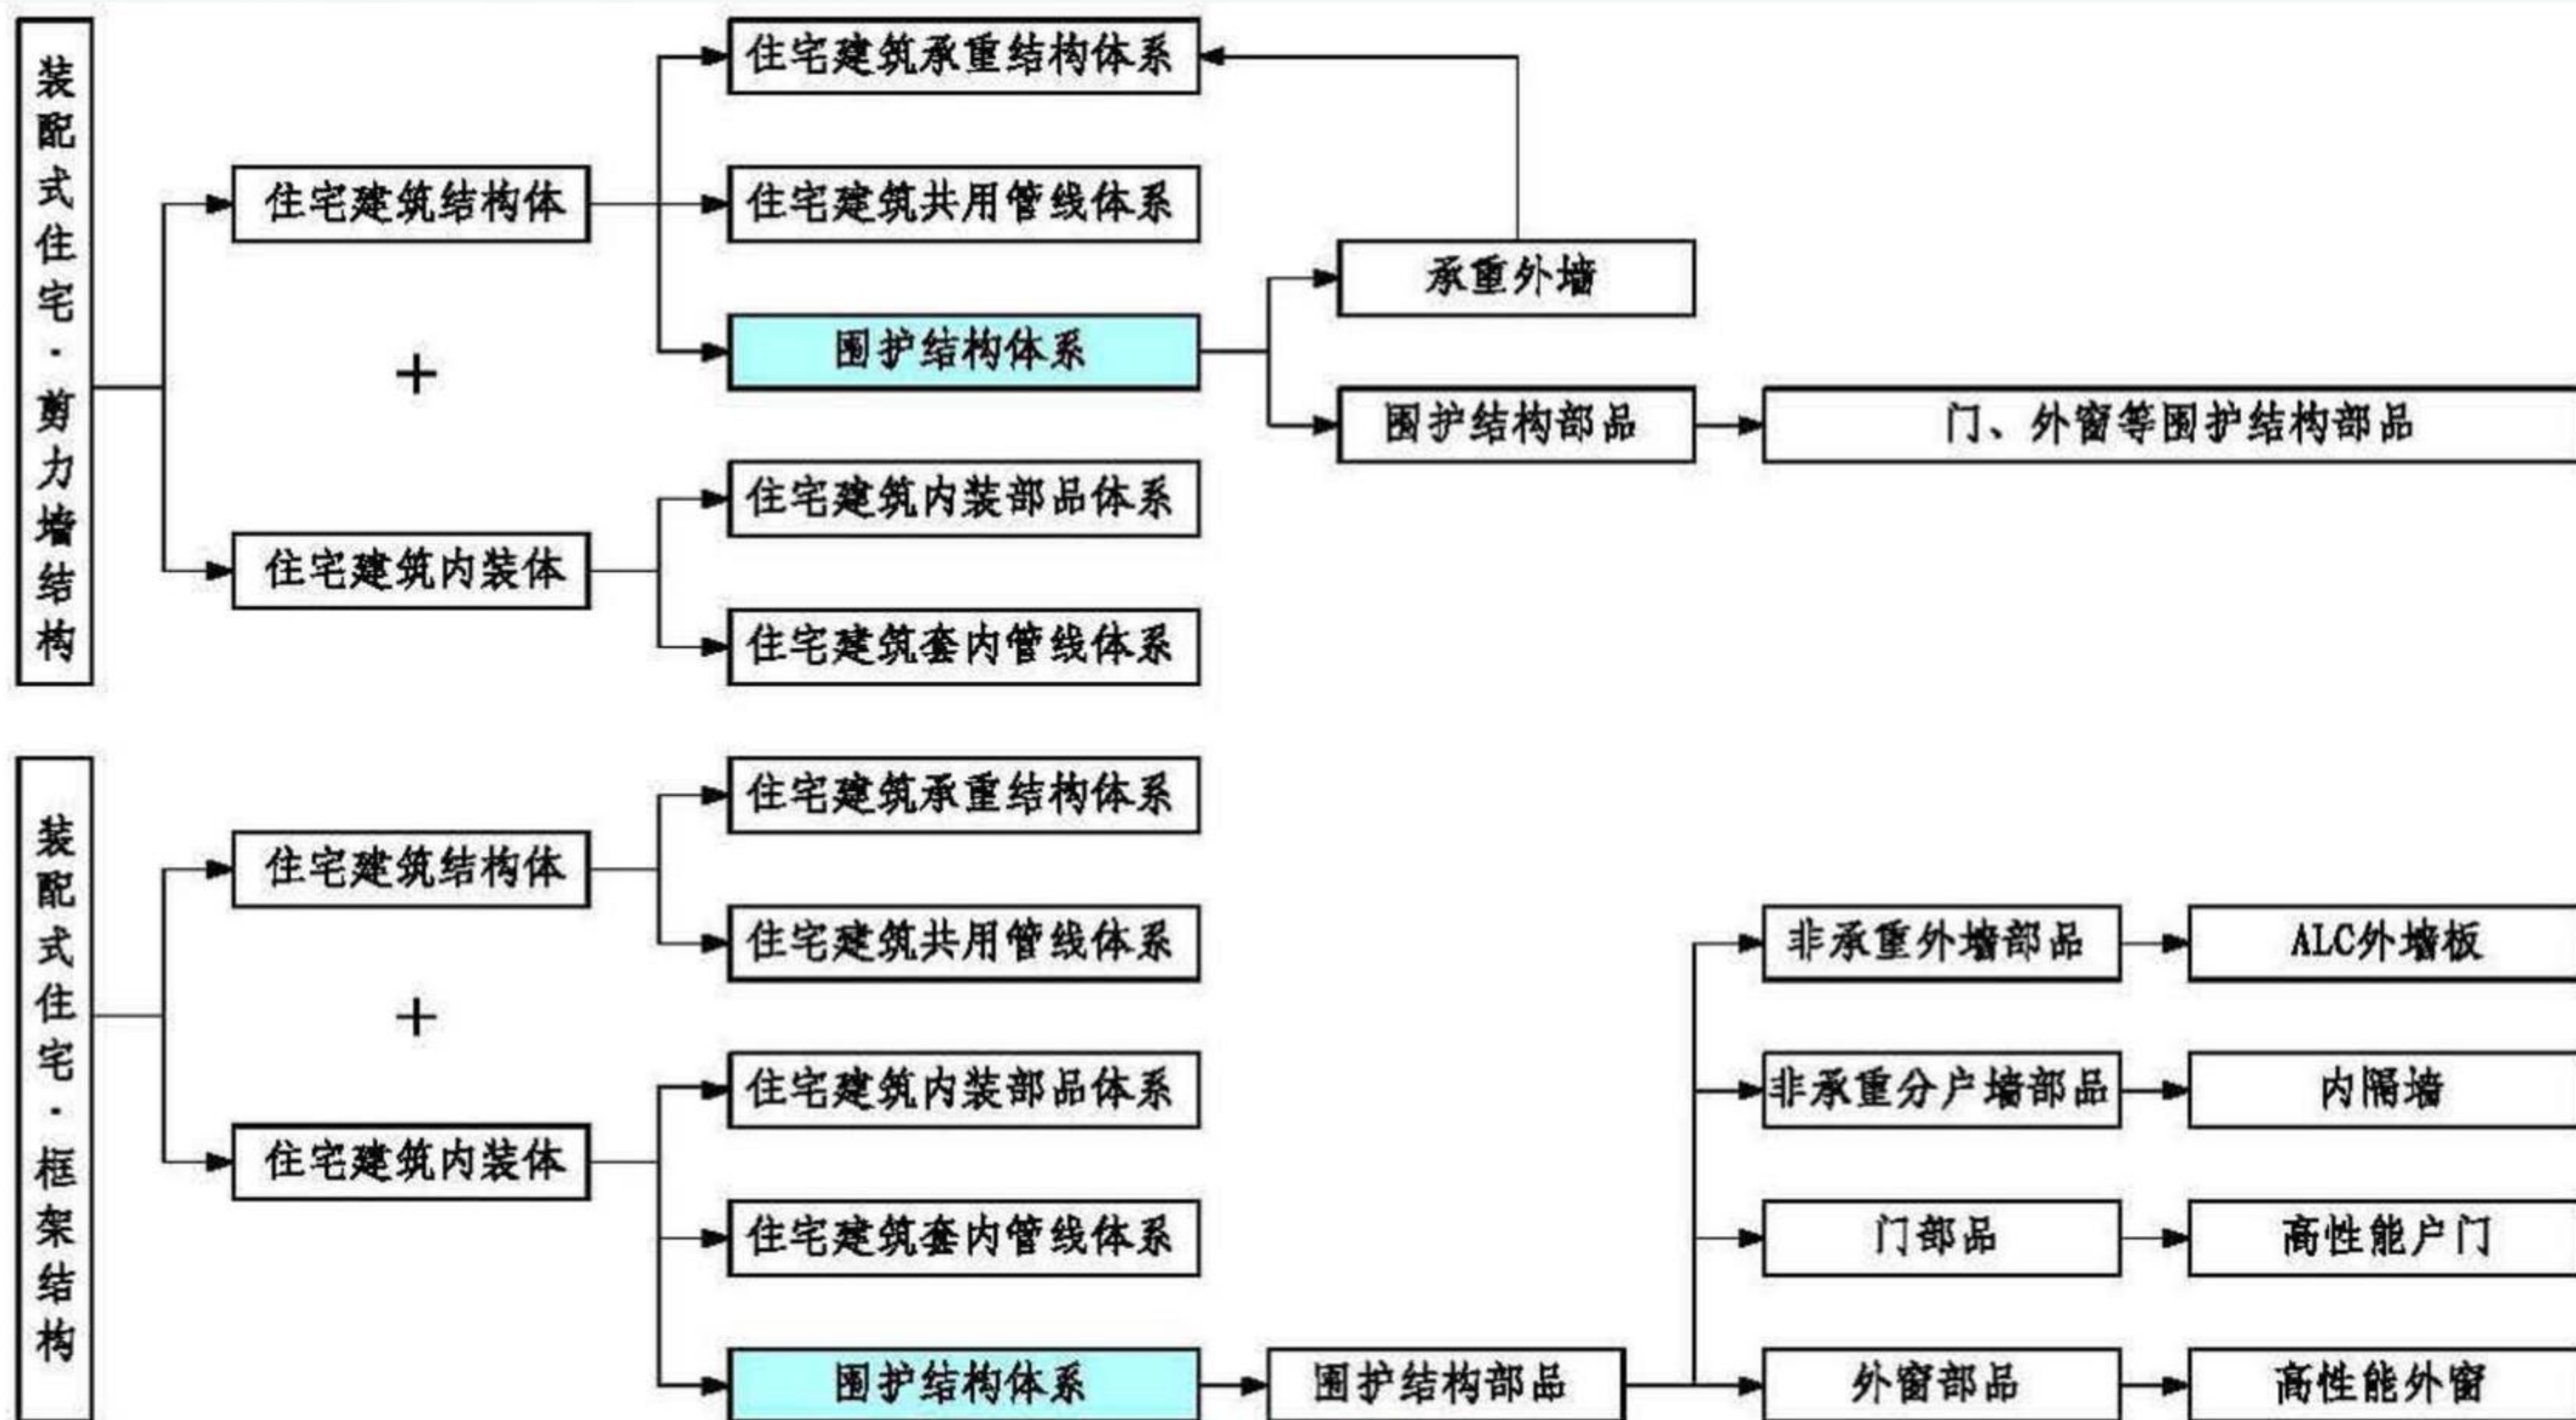 装配式住宅·剪力墙结构
住宅建筑结构体
+
住宅建筑内装体
住宅建筑承重结构体系
住宅建筑共用管线体系
围护结构体系
住宅建筑内装部品体系
住宅建筑套内管线体系
承重外墙
围护结构部品
门、外窗等围护结构部品
装配式住宅·框架结构
住宅建筑结构体
+
住宅建筑内装体
住宅建筑承重结构体系
住宅建筑共用管线体系
住宅建筑内装部品体系
住宅建筑套内管线体系
围护结构体系
围护结构部品
非承重外墙部品
ALC外墙板
非承重分户墙部品
内隔墙
门部品
高性能户门
外窗部品
高性能外窗